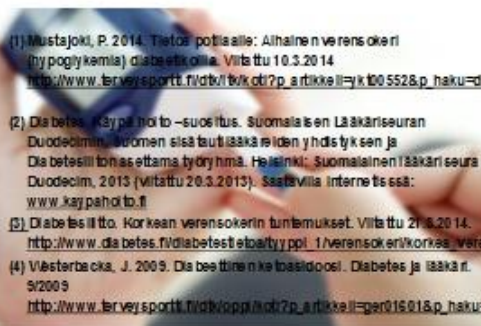 (1) Mustajoki, P. 2014. Tietoa potilaalle: Alhainen verensokeri
(hypoglykemia) diabeetikoilla. Viitattu 10.3.2014
http://www.terveysportti.fi/dtk/ltk/koti?p_artikkeli=ykt00552&p_haku=d
(2) Diabetes. Käypä hoito –suositus. Suomalaisen Lääkäriseuran
Duodecimin, Suomen sisätautilääkäreiden yhdistyksen ja
Diabetesliiton asettama työryhmä. Helsinki: Suomalainen lääkäriseura
Duodecim, 2013 (viitattu 20.3.2013). Saatavilla internetissä:
www.kaypahoito.fi
(3) Diabetesliitto. Korkean verensokerin tuntemukset. Viitattu 21.6.2014.
http://www.diabetes.fi/diabetestietoa/tyyppi_1/verensokeri/korkea_vere
(4) Westerbacka, J. 2009. Diabeettinen ketoasidoosi. Diabetes ja lääkäri.
9/2009
http://www.terveysportti.fi/dtk/oppi/koti?p_artikkeli=ger01601&p_haku=